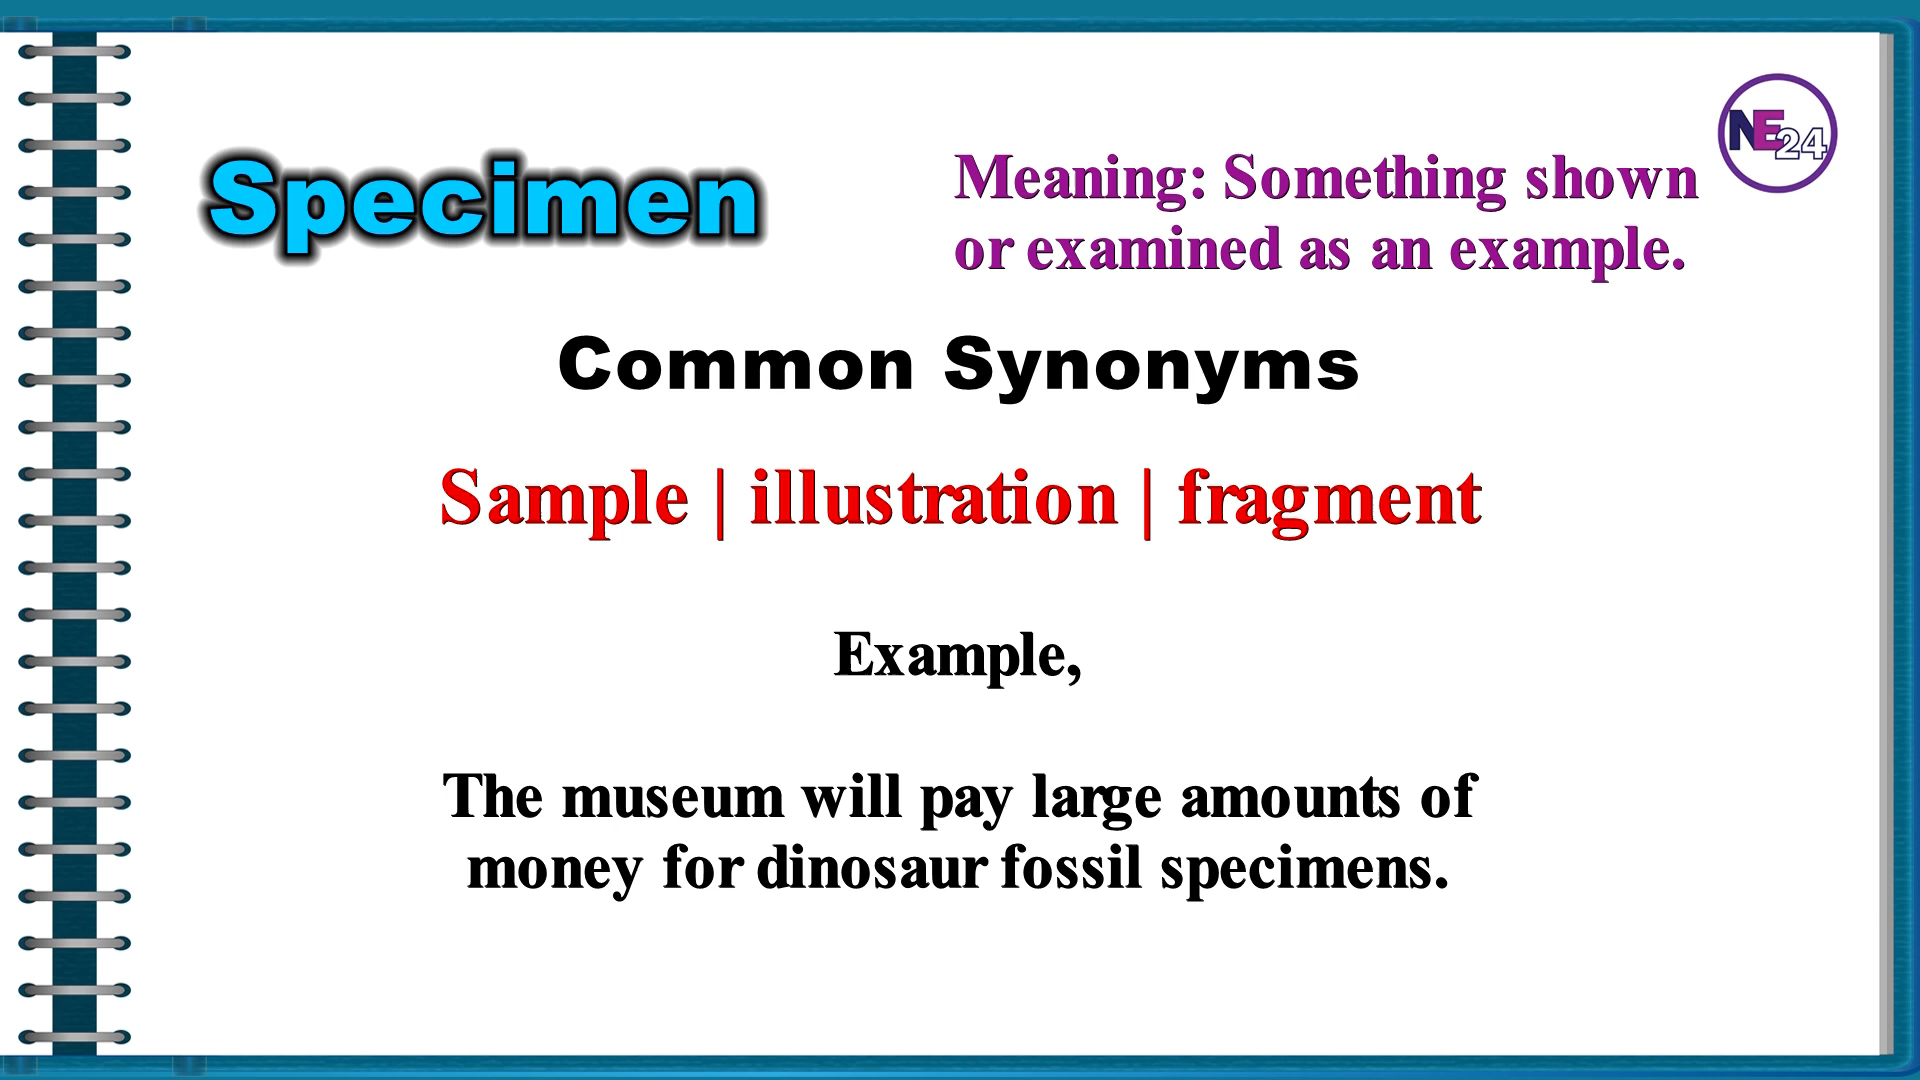 Specimen
Meaning: Something shown
or examined as an example.
NE24
Common Synonyms
Sample | illustration | fragment
Example,
The museum will pay large amounts of
money for dinosaur fossil specimens.